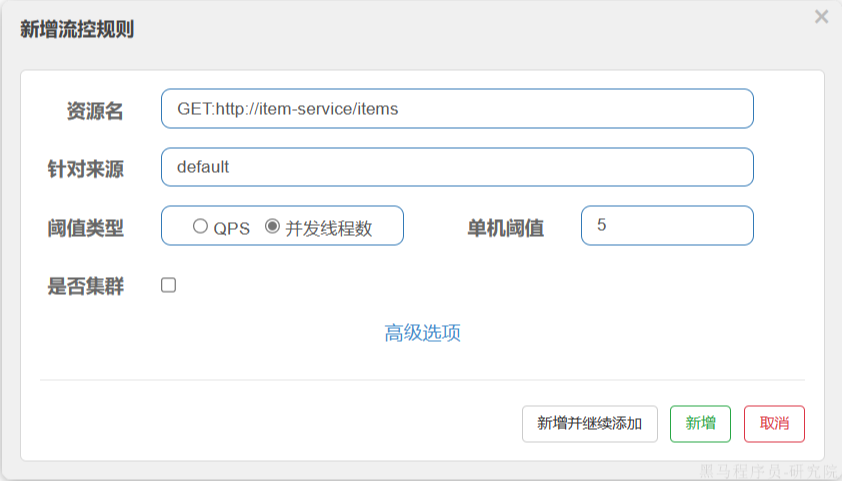 新增流控规则
×
资源名 GET:http://item-service/items
针对来源 default
阈值类型 QPS 并发线程数 单机阈值 5
是否集群
高级选项
新增并继续添加 新增 取消
黑马程序员-研究院